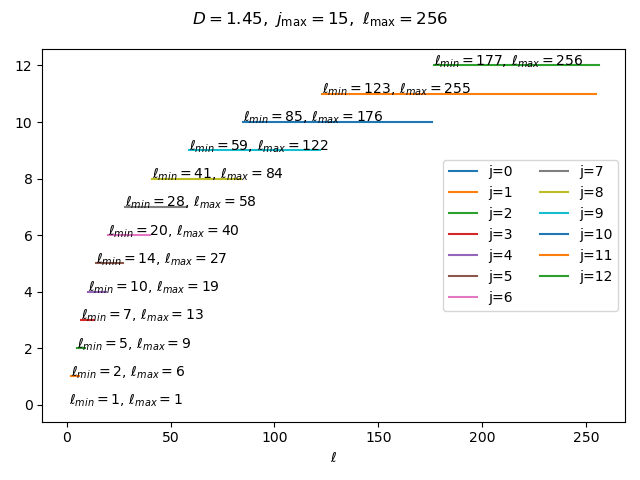 D = 1.45, j_max = 15, ℓ_max = 256
12
10
8
6
4
2
0
ℓ_min = 177, ℓ_max = 256
ℓ_min = 123, ℓ_max = 255
ℓ_min = 85, ℓ_max = 176
ℓ_min = 59, ℓ_max = 122
ℓ_min = 41, ℓ_max = 84
ℓ_min = 28, ℓ_max = 58
ℓ_min = 20, ℓ_max = 40
ℓ_min = 14, ℓ_max = 27
ℓ_min = 10, ℓ_max = 19
ℓ_min = 7, ℓ_max = 13
ℓ_min = 5, ℓ_max = 9
ℓ_min = 2, ℓ_max = 6
ℓ_min = 1, ℓ_max = 1
j=0
j=1
j=2
j=3
j=4
j=5
j=6
j=7
j=8
j=9
j=10
j=11
j=12
0 50 100 150 200 250
ℓ